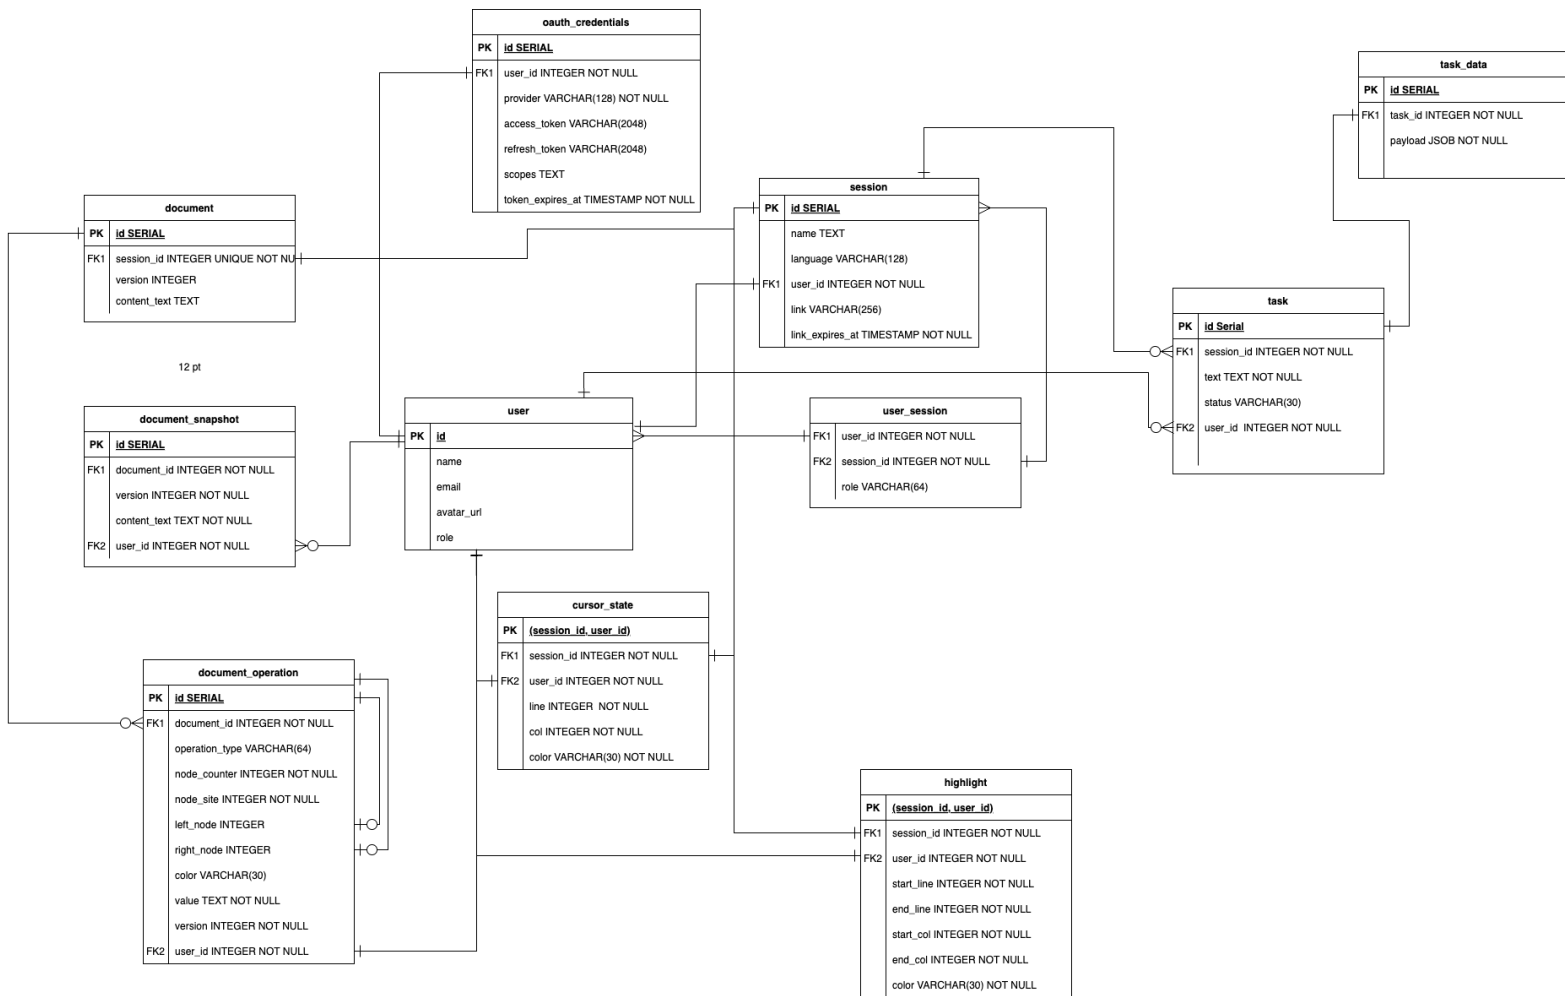 oauth_credentials
PK id SERIAL
FK1 user_id INTEGER NOT NULL
provider VARCHAR(128) NOT NULL
access_token VARCHAR(2048)
refresh_token VARCHAR(2048)
scopes TEXT
token_expires_at TIMESTAMP NOT NULL
task_data
PK id SERIAL
FK1 task_id INTEGER NOT NULL
payload JSOB NOT NULL
session
PK id SERIAL
name TEXT
language VARCHAR(128)
FK1 user_id INTEGER NOT NULL
link VARCHAR(256)
link_expires_at TIMESTAMP NOT NULL
document
PK id SERIAL
FK1 session_id INTEGER UNIQUE NOT NU
version INTEGER
content_text TEXT
12 pt
task
PK id Serial
FK1 session_id INTEGER NOT NULL
text TEXT NOT NULL
status VARCHAR(30)
FK2 user_id INTEGER NOT NULL
document_snapshot
PK id SERIAL
FK1 document_id INTEGER NOT NULL
version INTEGER NOT NULL
content_text TEXT NOT NULL
FK2 user_id INTEGER NOT NULL
user
PK id
name
email
avatar_url
role
user_session
FK1 user_id INTEGER NOT NULL
FK2 session_id INTEGER NOT NULL
role VARCHAR(64)
cursor_state
PK (session_id, user_id)
FK1 session_id INTEGER NOT NULL
FK2 user_id INTEGER NOT NULL
line INTEGER NOT NULL
col INTEGER NOT NULL
color VARCHAR(30) NOT NULL
document_operation
PK id SERIAL
FK1 document_id INTEGER NOT NULL
operation_type VARCHAR(64)
node_counter INTEGER NOT NULL
node_site INTEGER NOT NULL
left_node INTEGER
right_node INTEGER
color VARCHAR(30)
value TEXT NOT NULL
version INTEGER NOT NULL
FK2 user_id INTEGER NOT NULL
highlight
PK (session_id, user_id)
FK1 session_id INTEGER NOT NULL
FK2 user_id INTEGER NOT NULL
start_line INTEGER NOT NULL
end_line INTEGER NOT NULL
start_col INTEGER NOT NULL
end_col INTEGER NOT NULL
color VARCHAR(30) NOT NULL